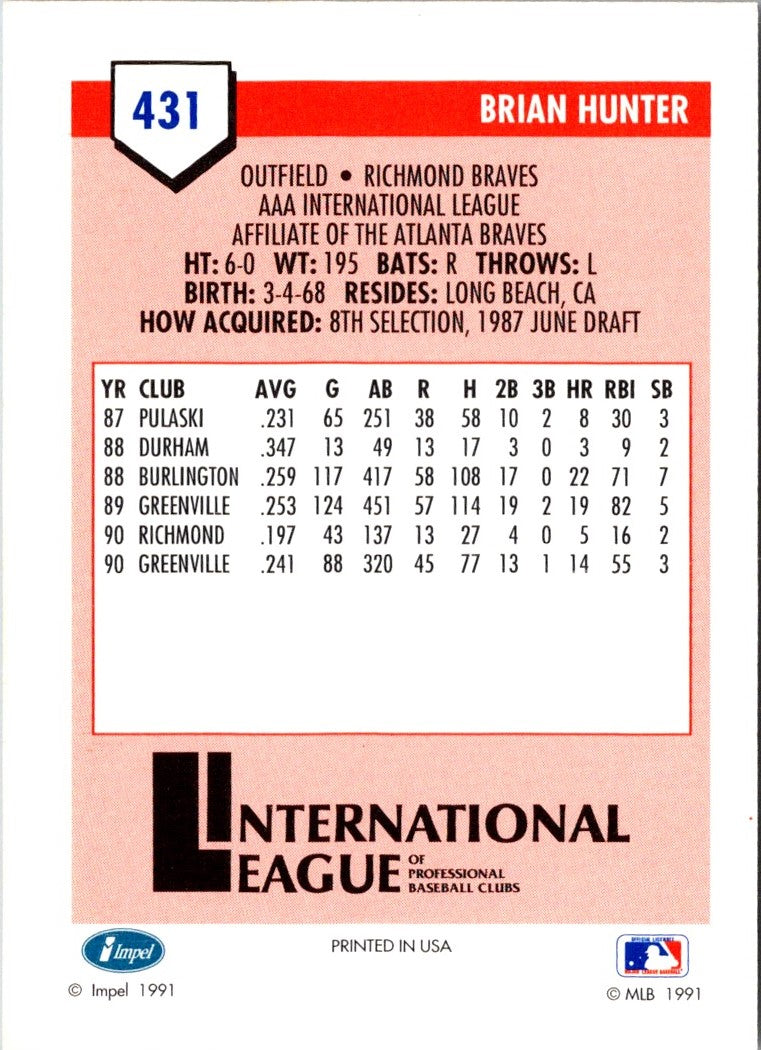 431
BRIAN HUNTER
OUTFIELD • RICHMOND BRAVES
AAA INTERNATIONAL LEAGUE
AFFILIATE OF THE ATLANTA BRAVES
HT: 6-0 WT: 195 BATS: R THROWS: L
BIRTH: 3-4-68 RESIDES: LONG BEACH, CA
HOW ACQUIRED: 8TH SELECTION, 1987 JUNE DRAFT
YR CLUB AVG G AB R H 2B 3B HR RBI SB
87 PULASKI .231 65 251 38 58 10 2 8 30 3
88 DURHAM .347 13 49 13 17 3 0 3 9 2
88 BURLINGTON .259 117 417 58 108 17 0 22 71 7
89 GREENVILLE .253 124 451 57 114 19 2 19 82 5
90 RICHMOND .197 43 137 13 27 4 0 5 16 2
90 GREENVILLE .241 88 320 45 77 13 1 14 55 3
INTERNATIONAL
LEAGUE
OF
PROFESSIONAL
BASEBALL CLUBS
Impel
© Impel 1991
PRINTED IN USA
OFFICIAL LICENSEE
MAJOR LEAGUE BASEBALL
© MLB 1991